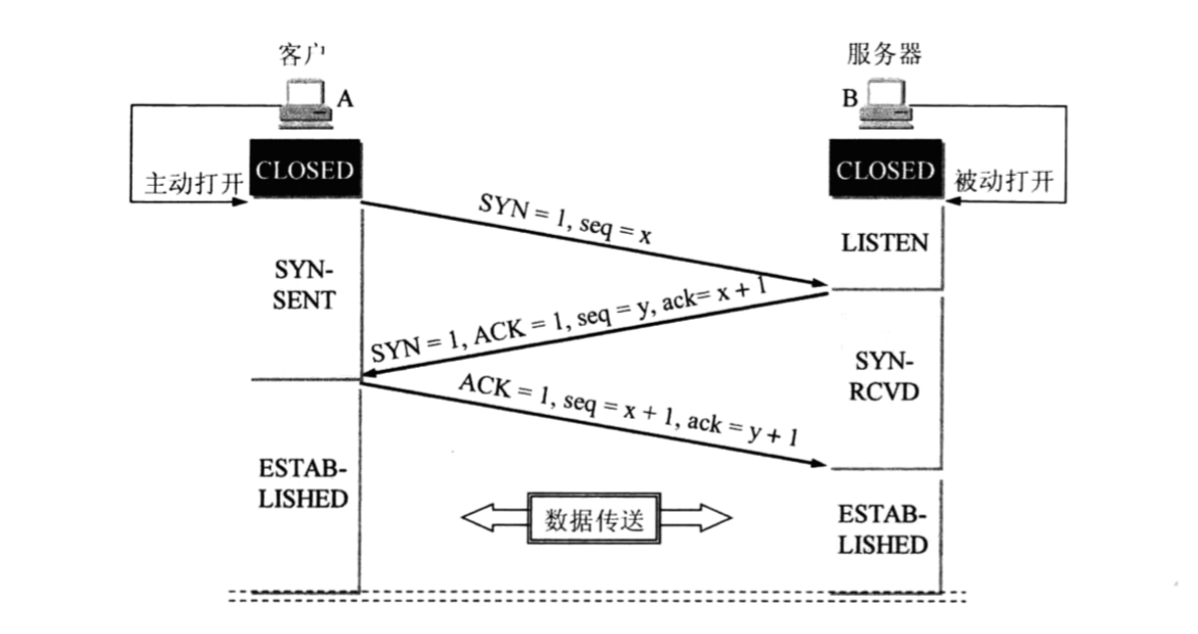 客户
服务器
A
B
CLOSED
CLOSED
主动打开
被动打开
SYN = 1, seq = x
LISTEN
SYN-
SENT
SYN = 1, ACK = 1, seq = y, ack= x + 1
SYN-
RCVD
ACK = 1, seq = x + 1, ack = y + 1
ESTAB-
LISHED
数据传送
ESTAB-
LISHED